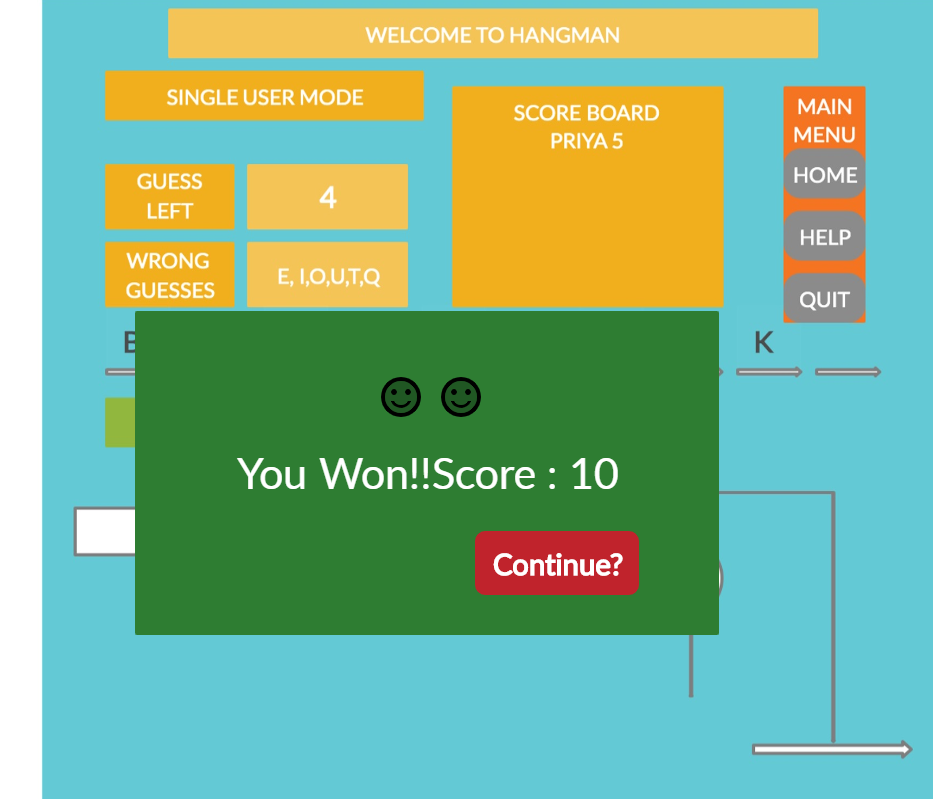 WELCOME TO HANGMAN
SINGLE USER MODE
SCORE BOARD
PRIYA 5
MAIN
MENU
HOME
HELP
QUIT
GUESS
LEFT
4
WRONG
GUESSES
E, I,O,U,T,Q
K
You Won!!Score : 10
Continue?